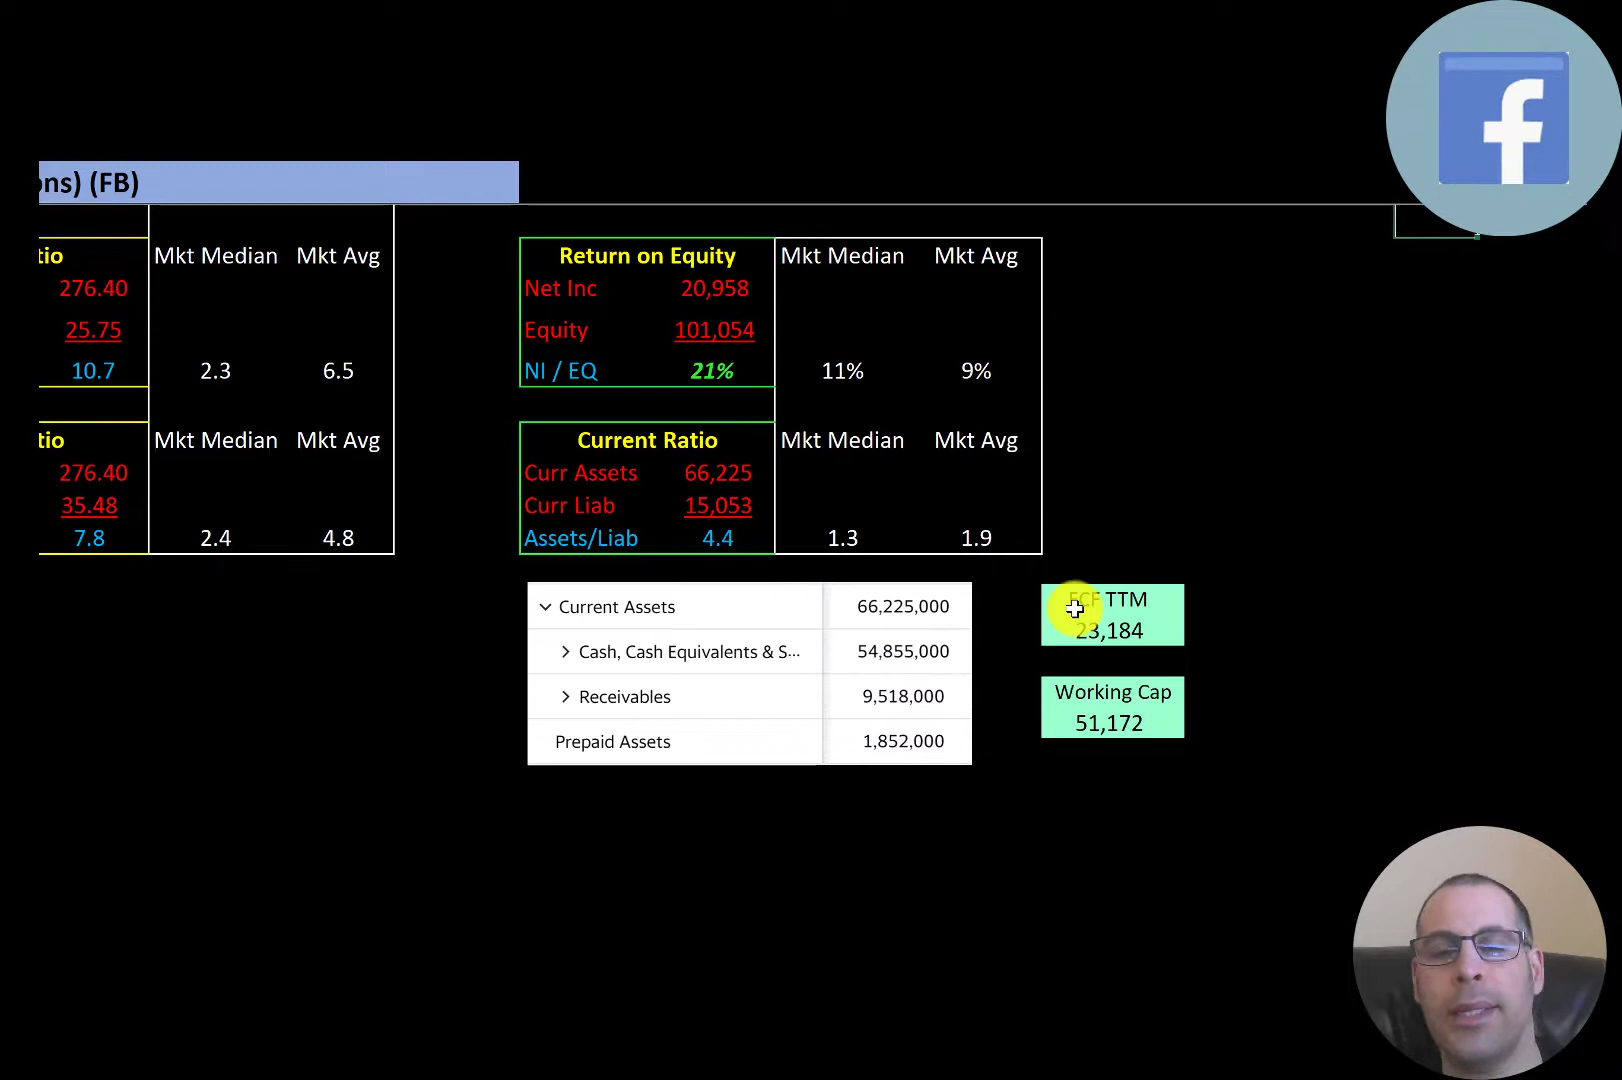 f
ons) (FB)
tio Mkt Median Mkt Avg
276.40
25.75
10.7 2.3 6.5
tio Mkt Median Mkt Avg
276.40
35.48
7.8 2.4 4.8
Return on Equity Mkt Median Mkt Avg
Net Inc 20,958
Equity 101,054
NI / EQ 21% 11% 9%
Current Ratio Mkt Median Mkt Avg
Curr Assets 66,225
Curr Liab 15,053
Assets/Liab 4.4 1.3 1.9
Current Assets 66,225,000
Cash, Cash Equivalents & S... 54,855,000
Receivables 9,518,000
Prepaid Assets 1,852,000
FCF TTM
23,184
Working Cap
51,172